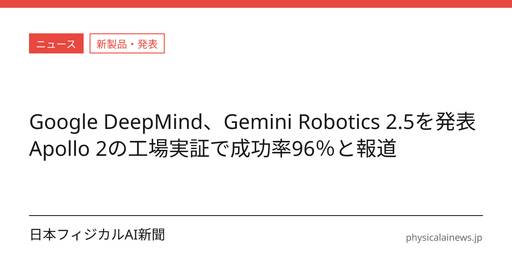 ニュース 新製品・発表
Google DeepMind、Gemini Robotics 2.5を発表
Apollo 2の工場実証で成功率96％と報道
日本フィジカルAI新聞
physicalainews.jp